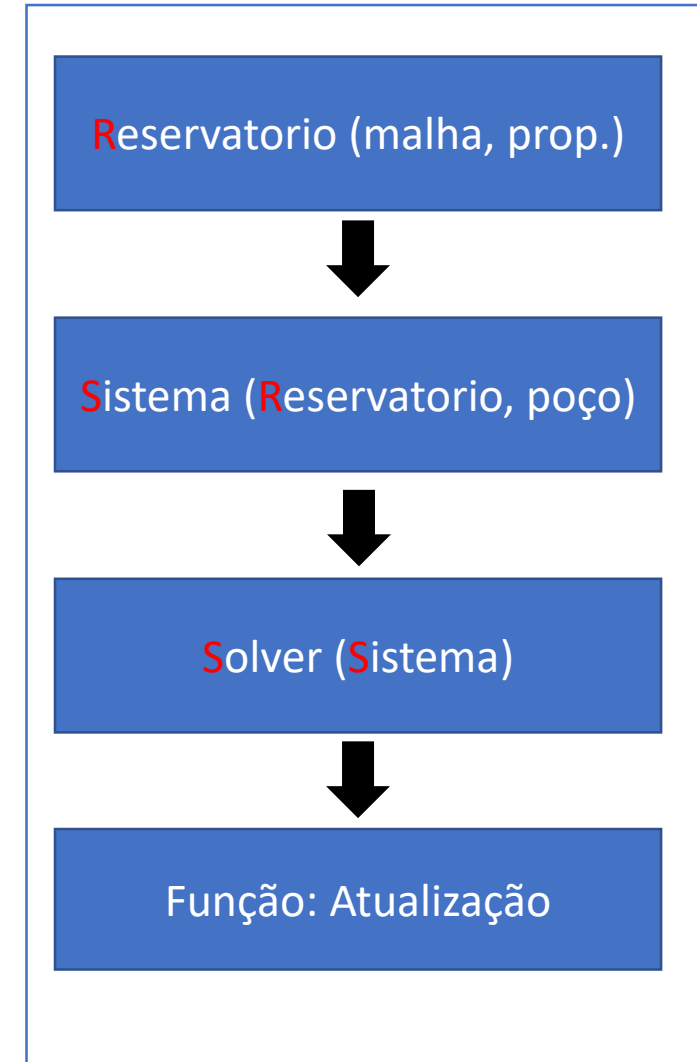 Reservatorio (malha, prop.)
Sistema (Reservatorio, poço)
Solver (Sistema)
Função: Atualização